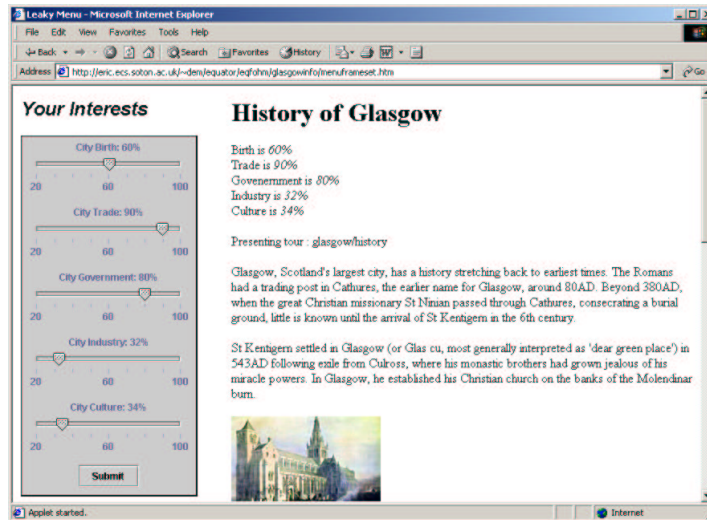 Leaky Menu - Microsoft Internet Explorer
File Edit View Favorites Tools Help
Back Search Favorites History
Address http://eric.ecs.soton.ac.uk/~dem/equator/eqfohm/glasgowinfo/menuframeset.htm Go
Your Interests
City Birth: 60%
20 60 100
City Trade: 90%
20 60 100
City Government: 80%
20 60 100
City Industry: 32%
20 60 100
City Culture: 34%
20 60 100
Submit
History of Glasgow
Birth is 60%
Trade is 90%
Govenernment is 80%
Industry is 32%
Culture is 34%
Presenting tour : glasgow/history
Glasgow, Scotland's largest city, has a history stretching back to earliest times. The Romans
had a trading post in Cathures, the earlier name for Glasgow, around 80AD. Beyond 380AD,
when the great Christian missionary St Ninian passed through Cathures, consecrating a burial
ground, little is known until the arrival of St Kentigern in the 6th century.
St Kentigern settled in Glasgow (or Glas cu, most generally interpreted as 'dear green place') in
543AD following exile from Culross, where his monastic brothers had grown jealous of his
miracle powers. In Glasgow, he established his Christian church on the banks of the Molendinar
burn.
Applet started. Internet